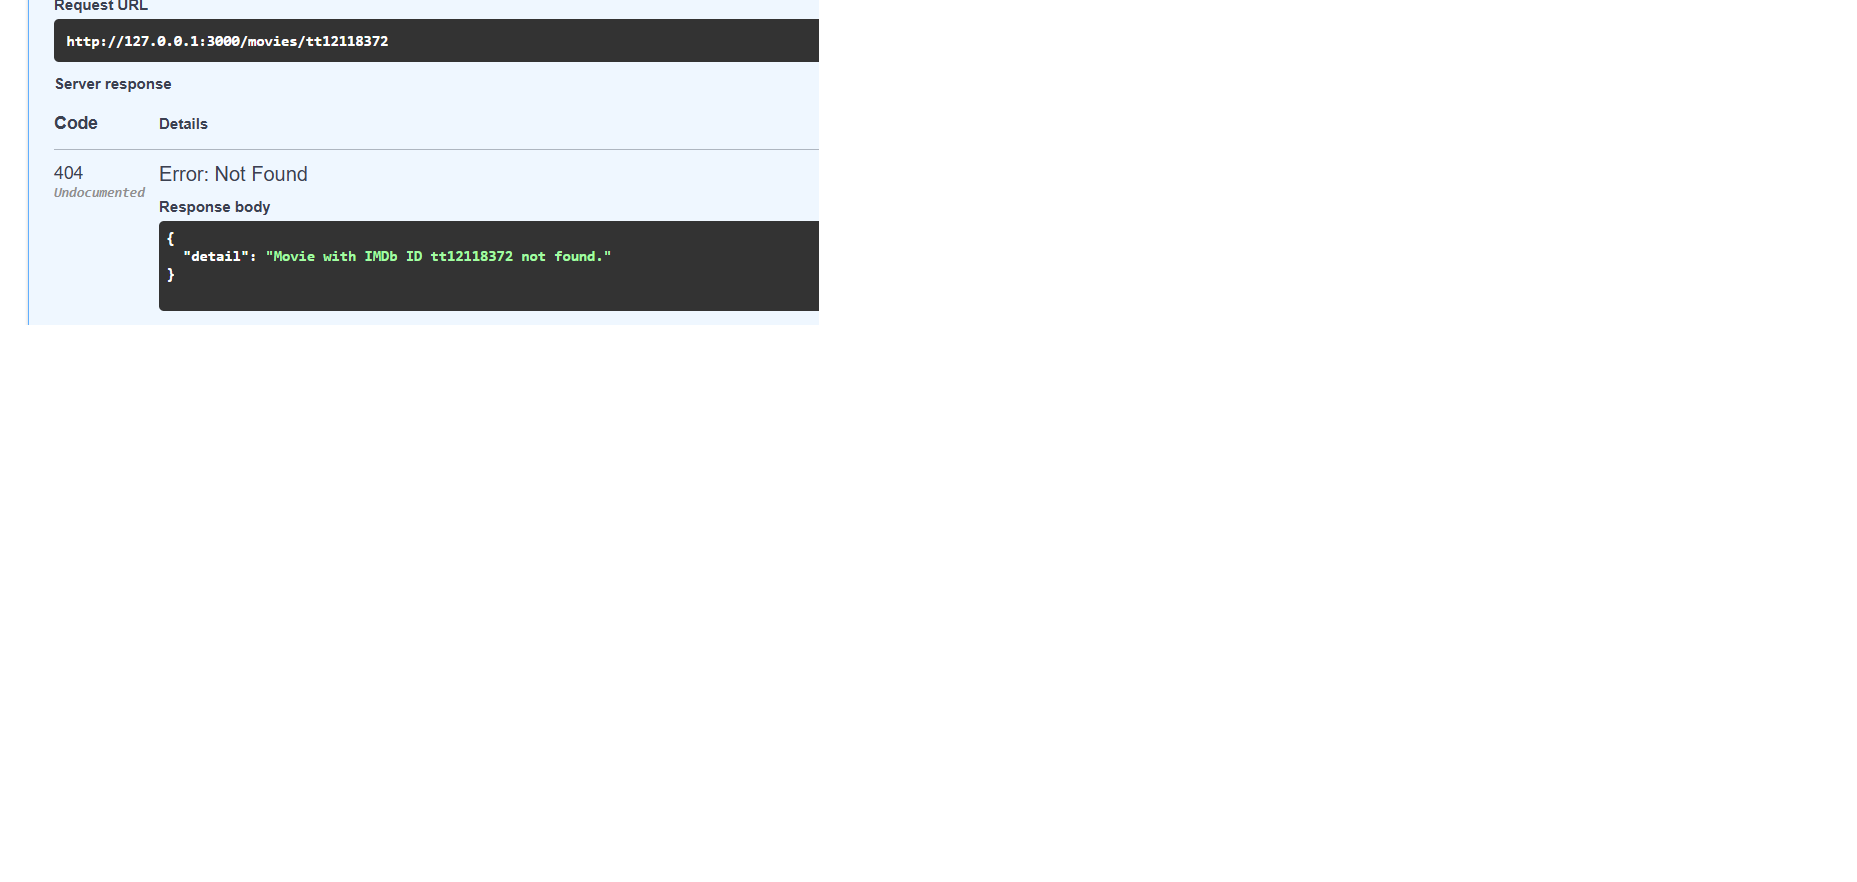 Request URL
http://127.0.0.1:3000/movies/tt12118372
Server response
Code Details
404 Error: Not Found
Undocumented
Response body
{
"detail": "Movie with IMDb ID tt12118372 not found."
}